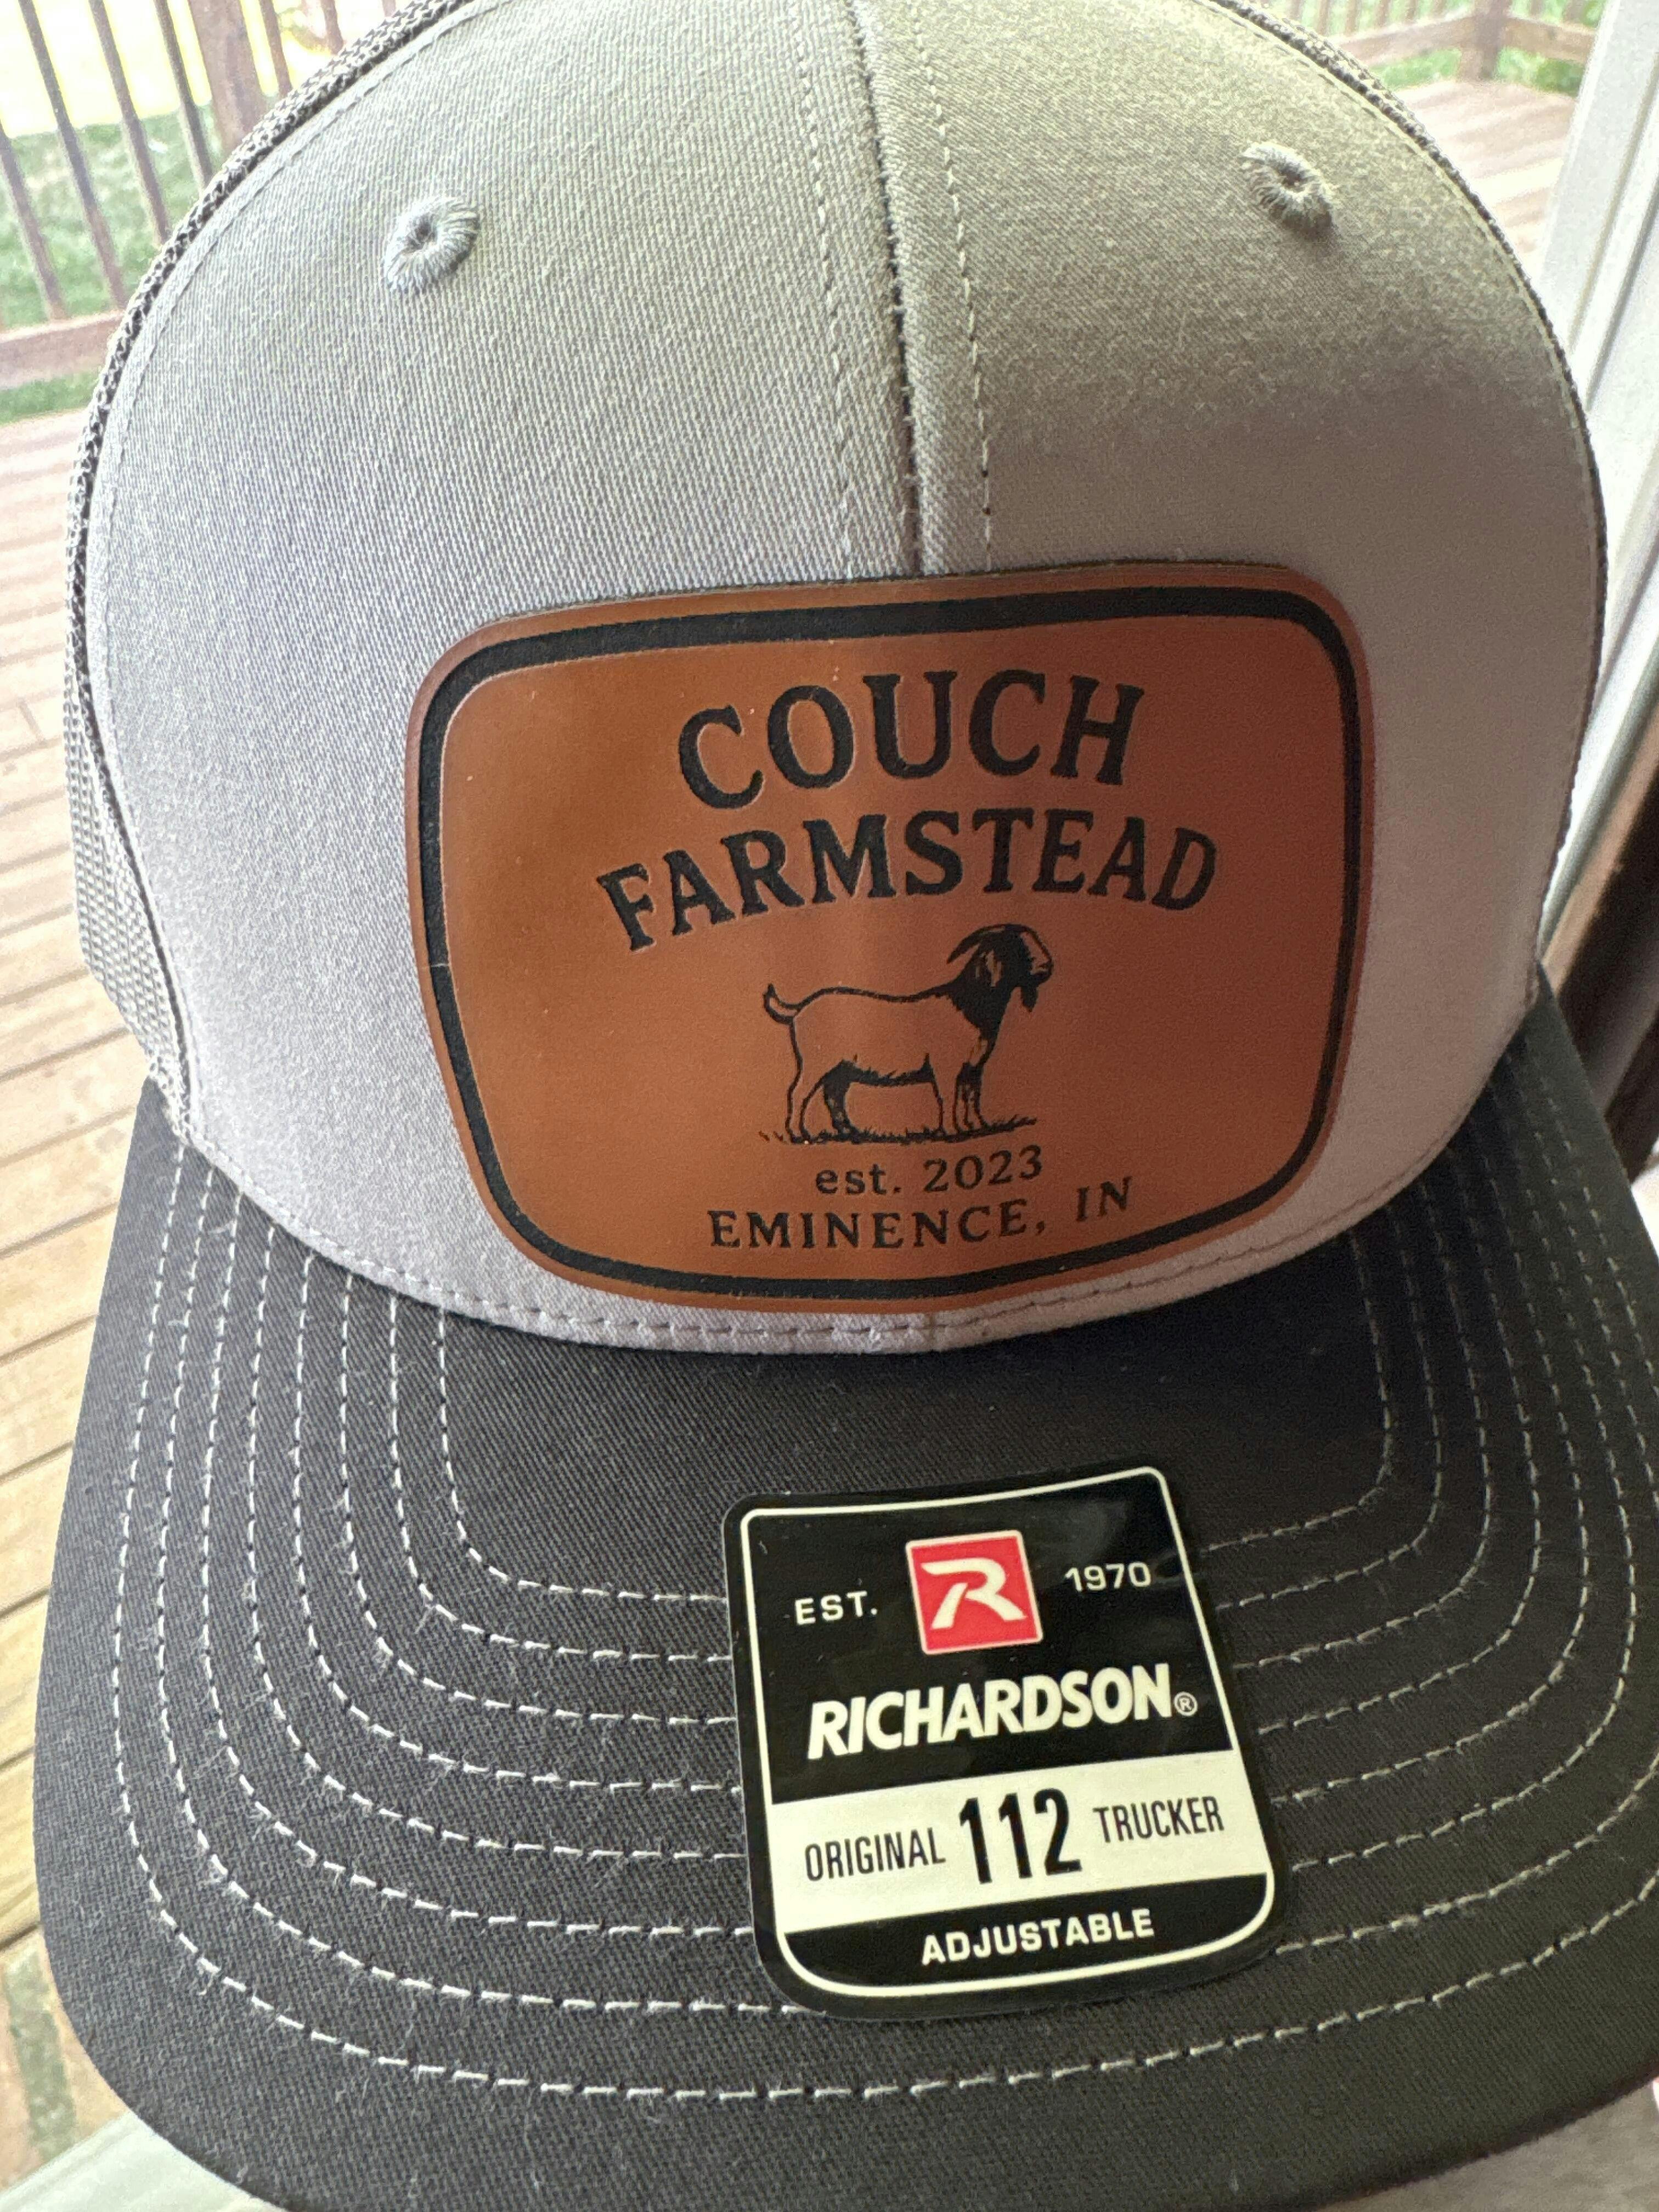 COUCH
FARMSTEAD
est. 2023
EMINENCE, IN
EST. R 1970
RICHARDSON®
ORIGINAL 112 TRUCKER
ADJUSTABLE